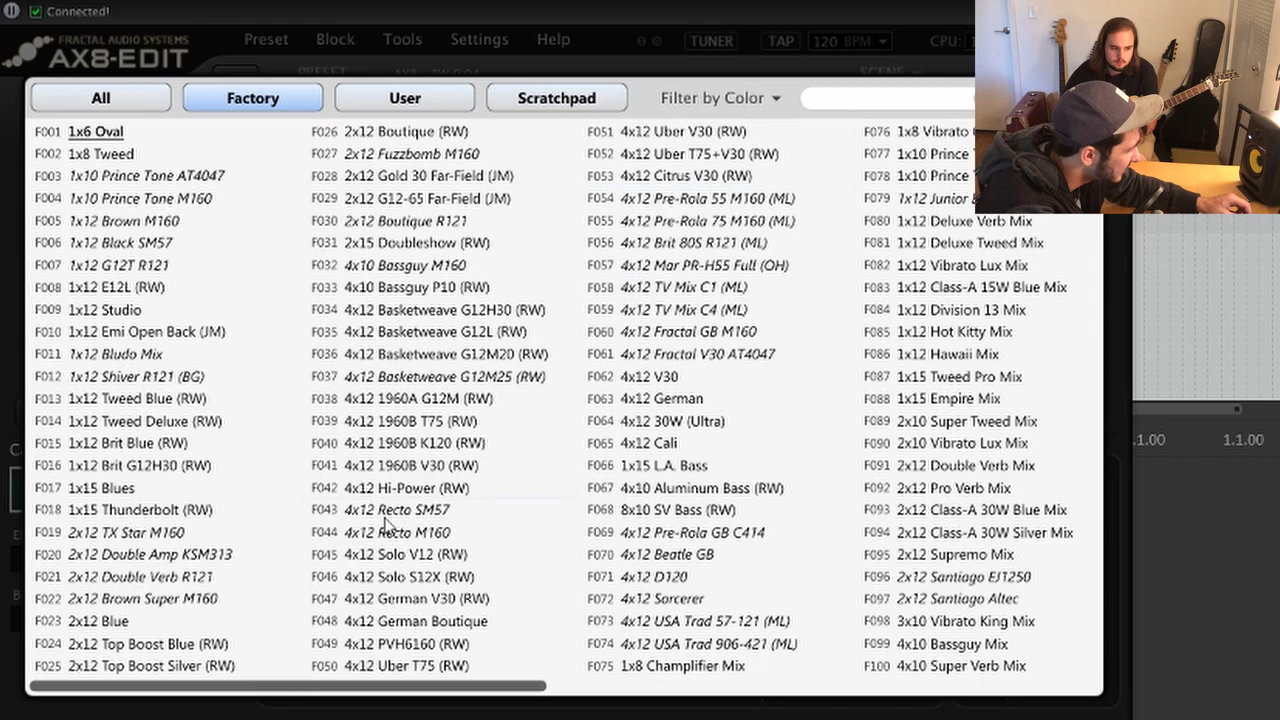 Connected!
FRACTAL AUDIO SYSTEMS
AX8-EDIT
Preset Block Tools Settings Help TUNER TAP 120 BPM CPU:
All Factory User Scratchpad Filter by Color
F001 1x6 Oval
F002 1x8 Tweed
F003 1x10 Prince Tone AT4047
F004 1x10 Prince Tone M160
F005 1x12 Brown M160
F006 1x12 Black SM57
F007 1x12 G12T R121
F008 1x12 E12L (RW)
F009 1x12 Studio
F010 1x12 Emi Open Back (JM)
F011 1x12 Bludo Mix
F012 1x12 Shiver R121 (BG)
F013 1x12 Tweed Blue (RW)
F014 1x12 Tweed Deluxe (RW)
F015 1x12 Brit Blue (RW)
F016 1x12 Brit G12H30 (RW)
F017 1x15 Blues
F018 1x15 Thunderbolt (RW)
F019 2x12 TX Star M160
F020 2x12 Double Amp KSM313
F021 2x12 Double Verb R121
F022 2x12 Brown Super M160
F023 2x12 Blue
F024 2x12 Top Boost Blue (RW)
F025 2x12 Top Boost Silver (RW)
F026 2x12 Boutique (RW)
F027 2x12 Fuzzbomb M160
F028 2x12 Gold 30 Far-Field (JM)
F029 2x12 G12-65 Far-Field (JM)
F030 2x12 Boutique R121
F031 2x15 Doubleshow (RW)
F032 4x10 Bassguy M160
F033 4x10 Bassguy P10 (RW)
F034 4x12 Basketweave G12H30 (RW)
F035 4x12 Basketweave G12L (RW)
F036 4x12 Basketweave G12M20 (RW)
F037 4x12 Basketweave G12M25 (RW)
F038 4x12 1960A G12M (RW)
F039 4x12 1960B T75 (RW)
F040 4x12 1960B K120 (RW)
F041 4x12 1960B V30 (RW)
F042 4x12 Hi-Power (RW)
F043 4x12 Recto SM57
F044 4x12 Recto M160
F045 4x12 Solo V12 (RW)
F046 4x12 Solo S12X (RW)
F047 4x12 German V30 (RW)
F048 4x12 German Boutique
F049 4x12 PVH6160 (RW)
F050 4x12 Uber T75 (RW)
F051 4x12 Uber V30 (RW)
F052 4x12 Uber T75+V30 (RW)
F053 4x12 Citrus V30 (RW)
F054 4x12 Pre-Rola 55 M160 (ML)
F055 4x12 Pre-Rola 75 M160 (ML)
F056 4x12 Brit 80S R121 (ML)
F057 4x12 Mar PR-H55 Full (OH)
F058 4x12 TV Mix C1 (ML)
F059 4x12 TV Mix C4 (ML)
F060 4x12 Fractal GB M160
F061 4x12 Fractal V30 AT4047
F062 4x12 V30
F063 4x12 German
F064 4x12 30W (Ultra)
F065 4x12 Cali
F066 1x15 L.A. Bass
F067 4x10 Aluminum Bass (RW)
F068 8x10 SV Bass (RW)
F069 4x12 Pre-Rola GB C414
F070 4x12 Beatle GB
F071 4x12 D120
F072 4x12 Sorcerer
F073 4x12 USA Trad 57-121 (ML)
F074 4x12 USA Trad 906-421 (ML)
F075 1x8 Champlifier Mix
F076 1x8 Vibrato
F077 1x10 Prince
F078 1x10 Prince
F079 1x12 Junior
F080 1x12 Deluxe Verb Mix
F081 1x12 Deluxe Tweed Mix
F082 1x12 Vibrato Lux Mix
F083 1x12 Class-A 15W Blue Mix
F084 1x12 Division 13 Mix
F085 1x12 Hot Kitty Mix
F086 1x12 Hawaii Mix
F087 1x15 Tweed Pro Mix
F088 1x15 Empire Mix
F089 2x10 Super Tweed Mix
F090 2x10 Vibrato Lux Mix
F091 2x12 Double Verb Mix
F092 2x12 Pro Verb Mix
F093 2x12 Class-A 30W Blue Mix
F094 2x12 Class-A 30W Silver Mix
F095 2x12 Supremo Mix
F096 2x12 Santiago EJ1250
F097 2x12 Santiago Altec
F098 3x10 Vibrato King Mix
F099 4x10 Bassguy Mix
F100 4x10 Super Verb Mix
.1.00 1.1.00